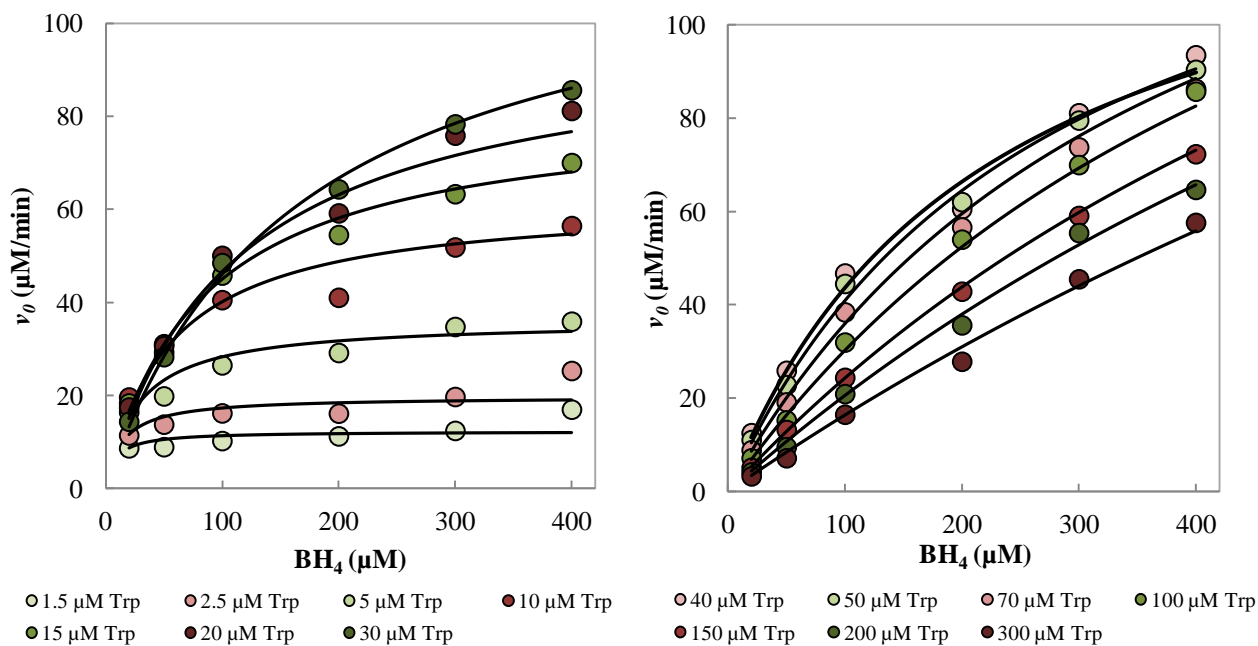 100
80
60
40
20
0
v0 (µM/min)
0 100 200 300 400
BH4 (µM)
1.5 µM Trp 2.5 µM Trp 5 µM Trp 10 µM Trp
15 µM Trp 20 µM Trp 30 µM Trp
100
80
60
40
20
0
v0 (µM/min)
0 100 200 300 400
BH4 (µM)
40 µM Trp 50 µM Trp 70 µM Trp 100 µM Trp
150 µM Trp 200 µM Trp 300 µM Trp